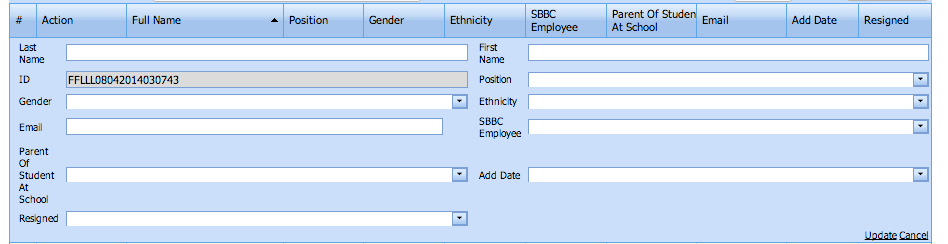 # Action Full Name Position Gender Ethnicity SBBC Employee Parent Of Studen At School Email Add Date Resigned
Last Name First Name
ID FFLLL08042014030743 Position
Gender Ethnicity
Email SBBC Employee
Parent Of Student At School Add Date
Resigned
Update Cancel